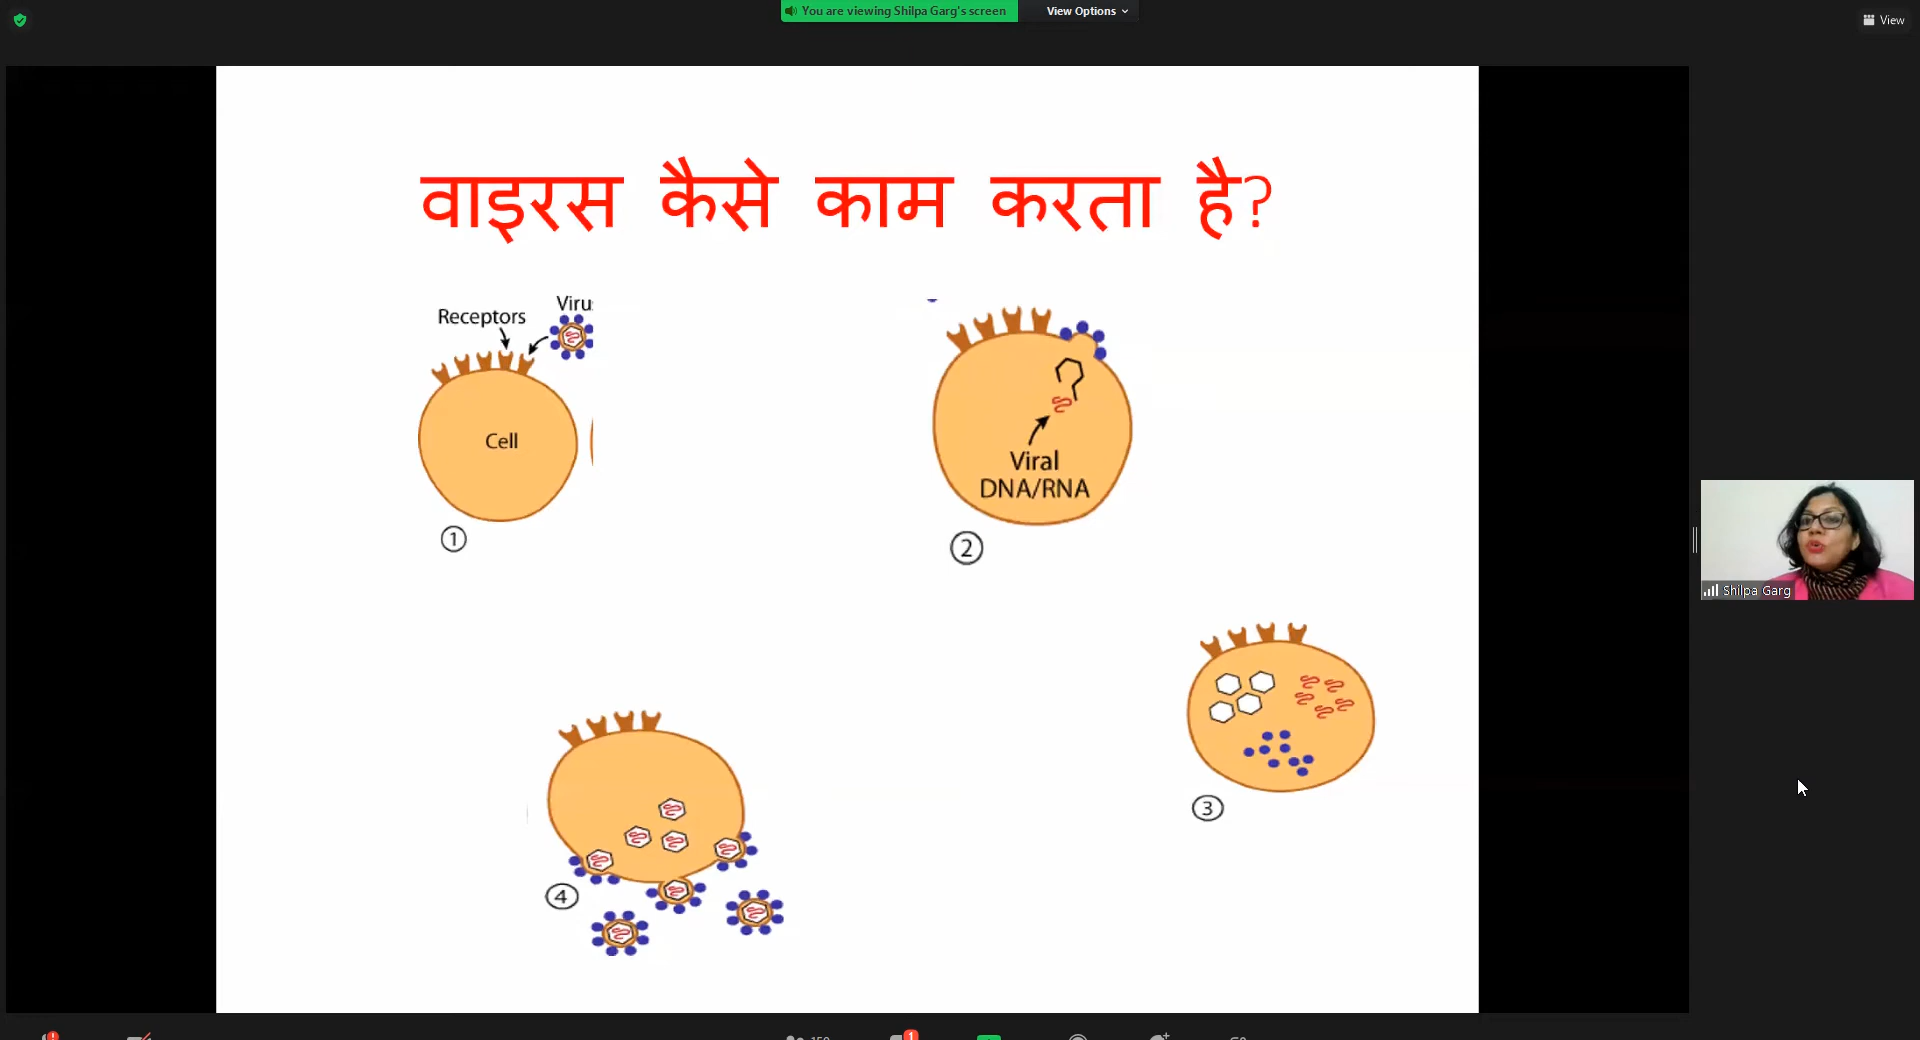 You are viewing Shilpa Garg's screen
View Options
View
वाइरस कैसे काम करता है?
Receptors
Viru
Cell
1
Viral
DNA/RNA
2
3
4
Shilpa Garg
1